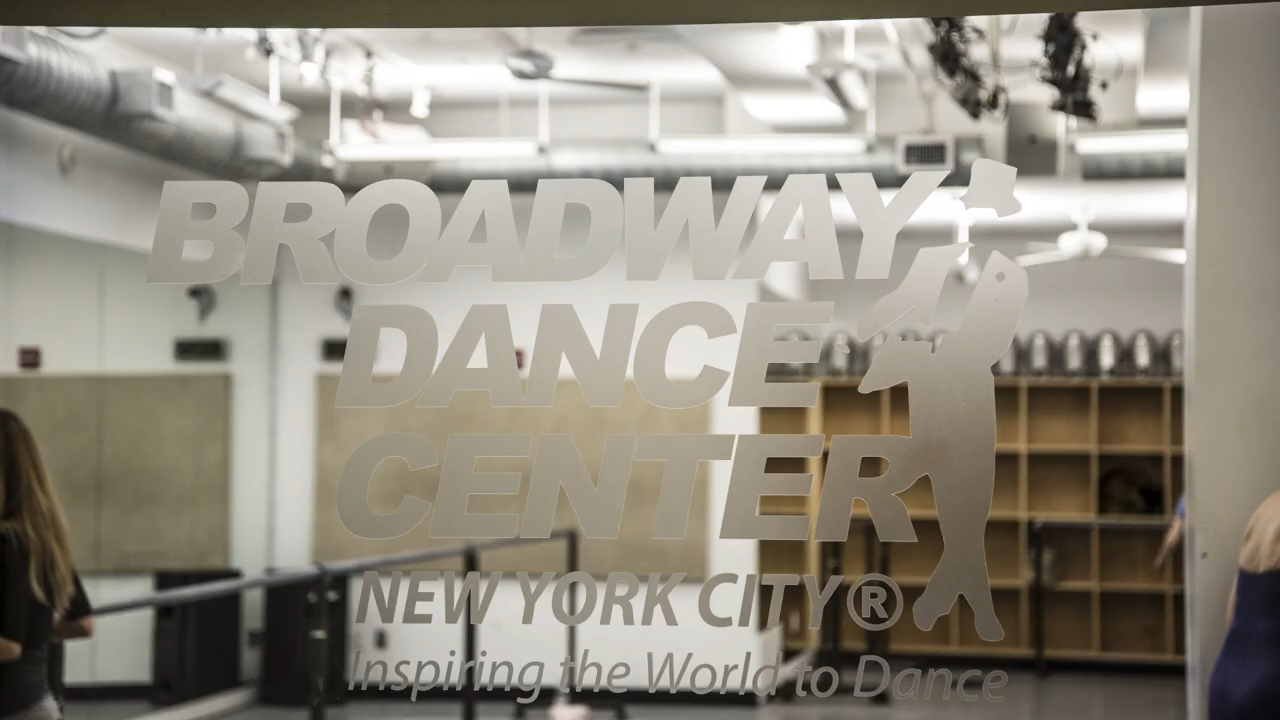 BROADWAY
DANCE
CENTER
NEW YORK CITY®
Inspiring the World to Dance